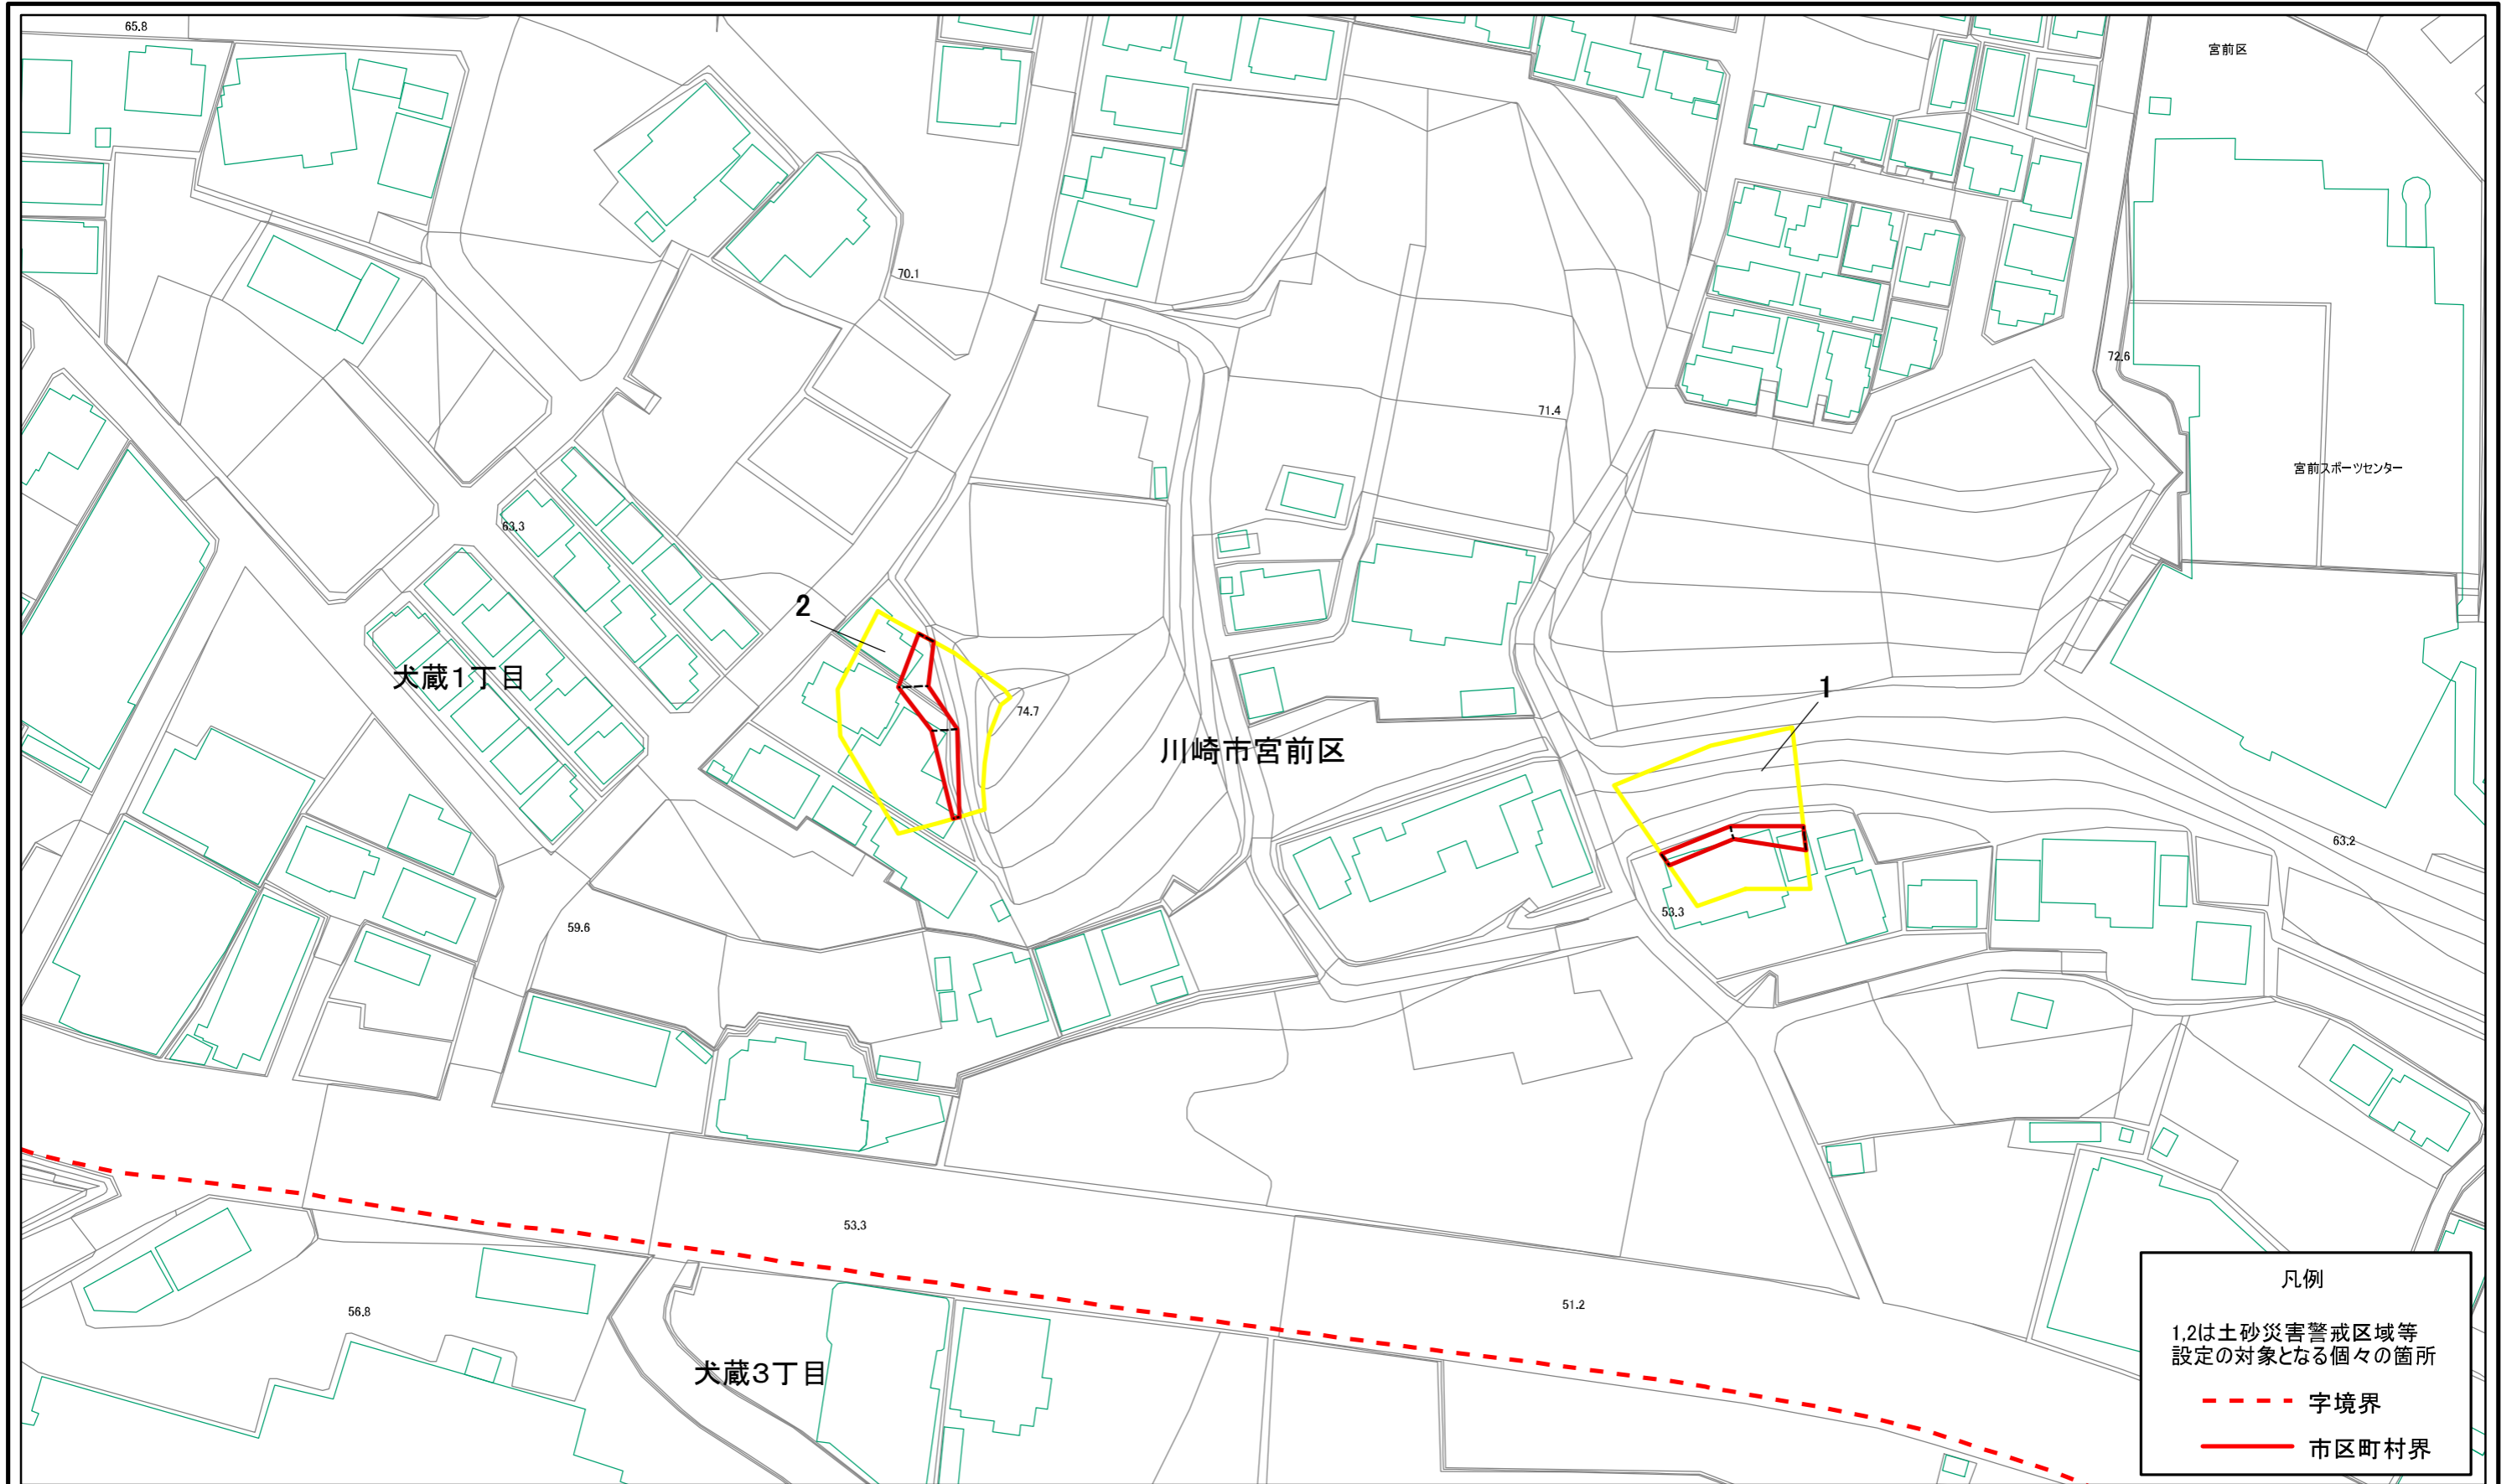 65.8
宮前区
70.1
72.6
71.4
宮前スポーツセンター
63.3
2
犬蔵1丁目
1
74.7
川崎市宮前区
63.2
53.3
59.6
53.3
51.2
56.8
犬蔵3丁目
凡例
1,2は土砂災害警戒区域等
設定の対象となる個々の箇所
字境界
市区町村界